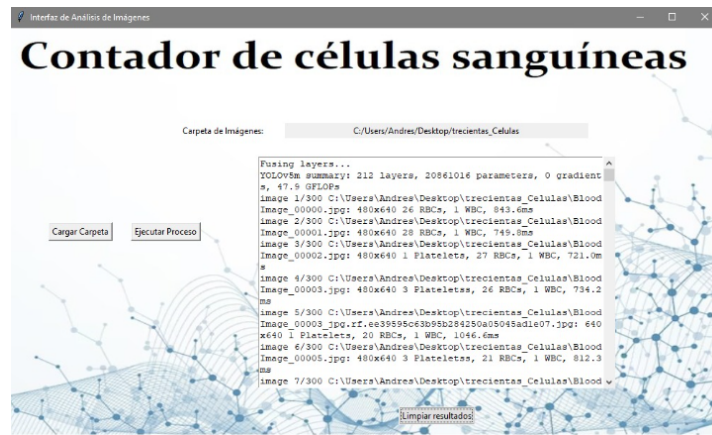 Interfaz de Análisis de Imágenes
Contador de células sanguíneas
Carpeta de Imágenes: C:/Users/Andres/Desktop/trecientas_Celulas
Fusing layers...
YOLOv8m summary: 212 layers, 20861016 parameters, 0 gradient
s, 47.9 GFLOPs
image 1/300 C:\Users\Andres\Desktop\trecientas_Celulas\Blood
Image_00000.jpg: 480x640 26 RBCs, 1 WBC, 843.6ms
image 2/300 C:\Users\Andres\Desktop\trecientas_Celulas\Blood
Image_00001.jpg: 480x640 28 RBCs, 1 WBC, 749.8ms
image 3/300 C:\Users\Andres\Desktop\trecientas_Celulas\Blood
Image_00002.jpg: 480x640 1 Platelets, 27 RBCs, 1 WBC, 721.0m
s
image 4/300 C:\Users\Andres\Desktop\trecientas_Celulas\Blood
Image_00003.jpg: 480x640 3 Plateletss, 26 RBCs, 1 WBC, 734.2
ms
image 5/300 C:\Users\Andres\Desktop\trecientas_Celulas\Blood
Image_00003_jpg.rf.ee39595c63b95b284250a05045ad1e07.jpg: 640
x640 1 Platelets, 20 RBCs, 1 WBC, 1046.6ms
image 6/300 C:\Users\Andres\Desktop\trecientas_Celulas\Blood
Image_00005.jpg: 480x640 3 Plateletss, 21 RBCs, 1 WBC, 812.3
ms
image 7/300 C:\Users\Andres\Desktop\trecientas_Celulas\Blood
Cargar Carpeta
Ejecutar Proceso
Limpiar resultados